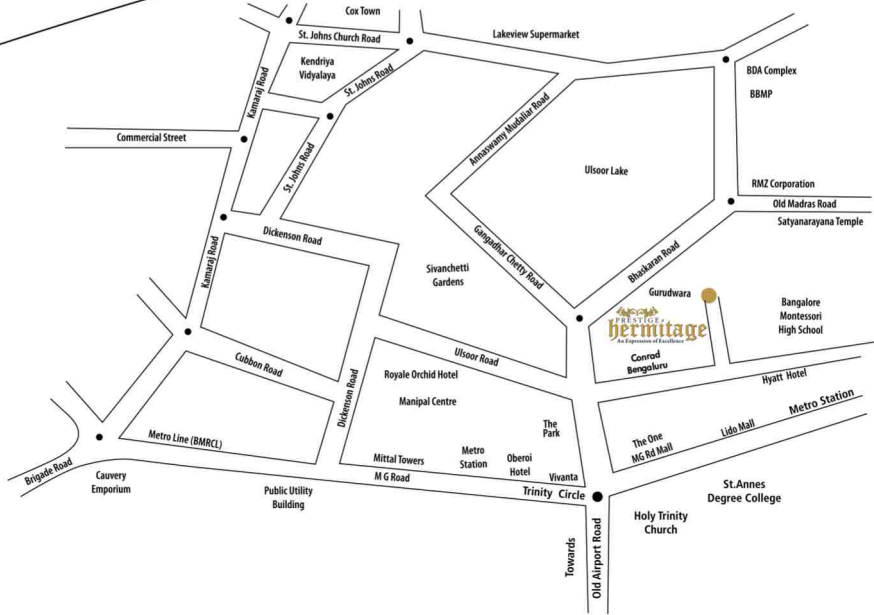 Cox Town
St. Johns Church Road
Lakeview Supermarket
Kendriya
Vidyalaya
St. Johns Road
BDA Complex
BBMP
Kamaraj Road
Annaswamy Mudaliar Road
Commercial Street
St. Johns Road
Ulsoor Lake
RMZ Corporation
Old Madras Road
Satyanarayana Temple
Dickenson Road
Kamaraj Road
Gangadhar Chetty Road
Bhaskaran Road
Sivanchetti
Gardens
Gurudwara
PRESTIGE
hermitage
An Expression of Excellence
Bangalore
Montessori
High School
Conrad
Bengaluru
Cubbon Road
Ulsoor Road
Royale Orchid Hotel
Hyatt Hotel
Dickenson Road
Manipal Centre
Metro Station
The
Park
Lido Mall
The One
MG Rd Mall
Metro Line (BMRCL)
Mittal Towers
Metro
Station
Oberoi
Hotel
Vivanta
Brigade Road
Cauvery
Emporium
M G Road
Public Utility
Building
Trinity Circle
St.Annes
Degree College
Holy Trinity
Church
Towards
Old Airport Road